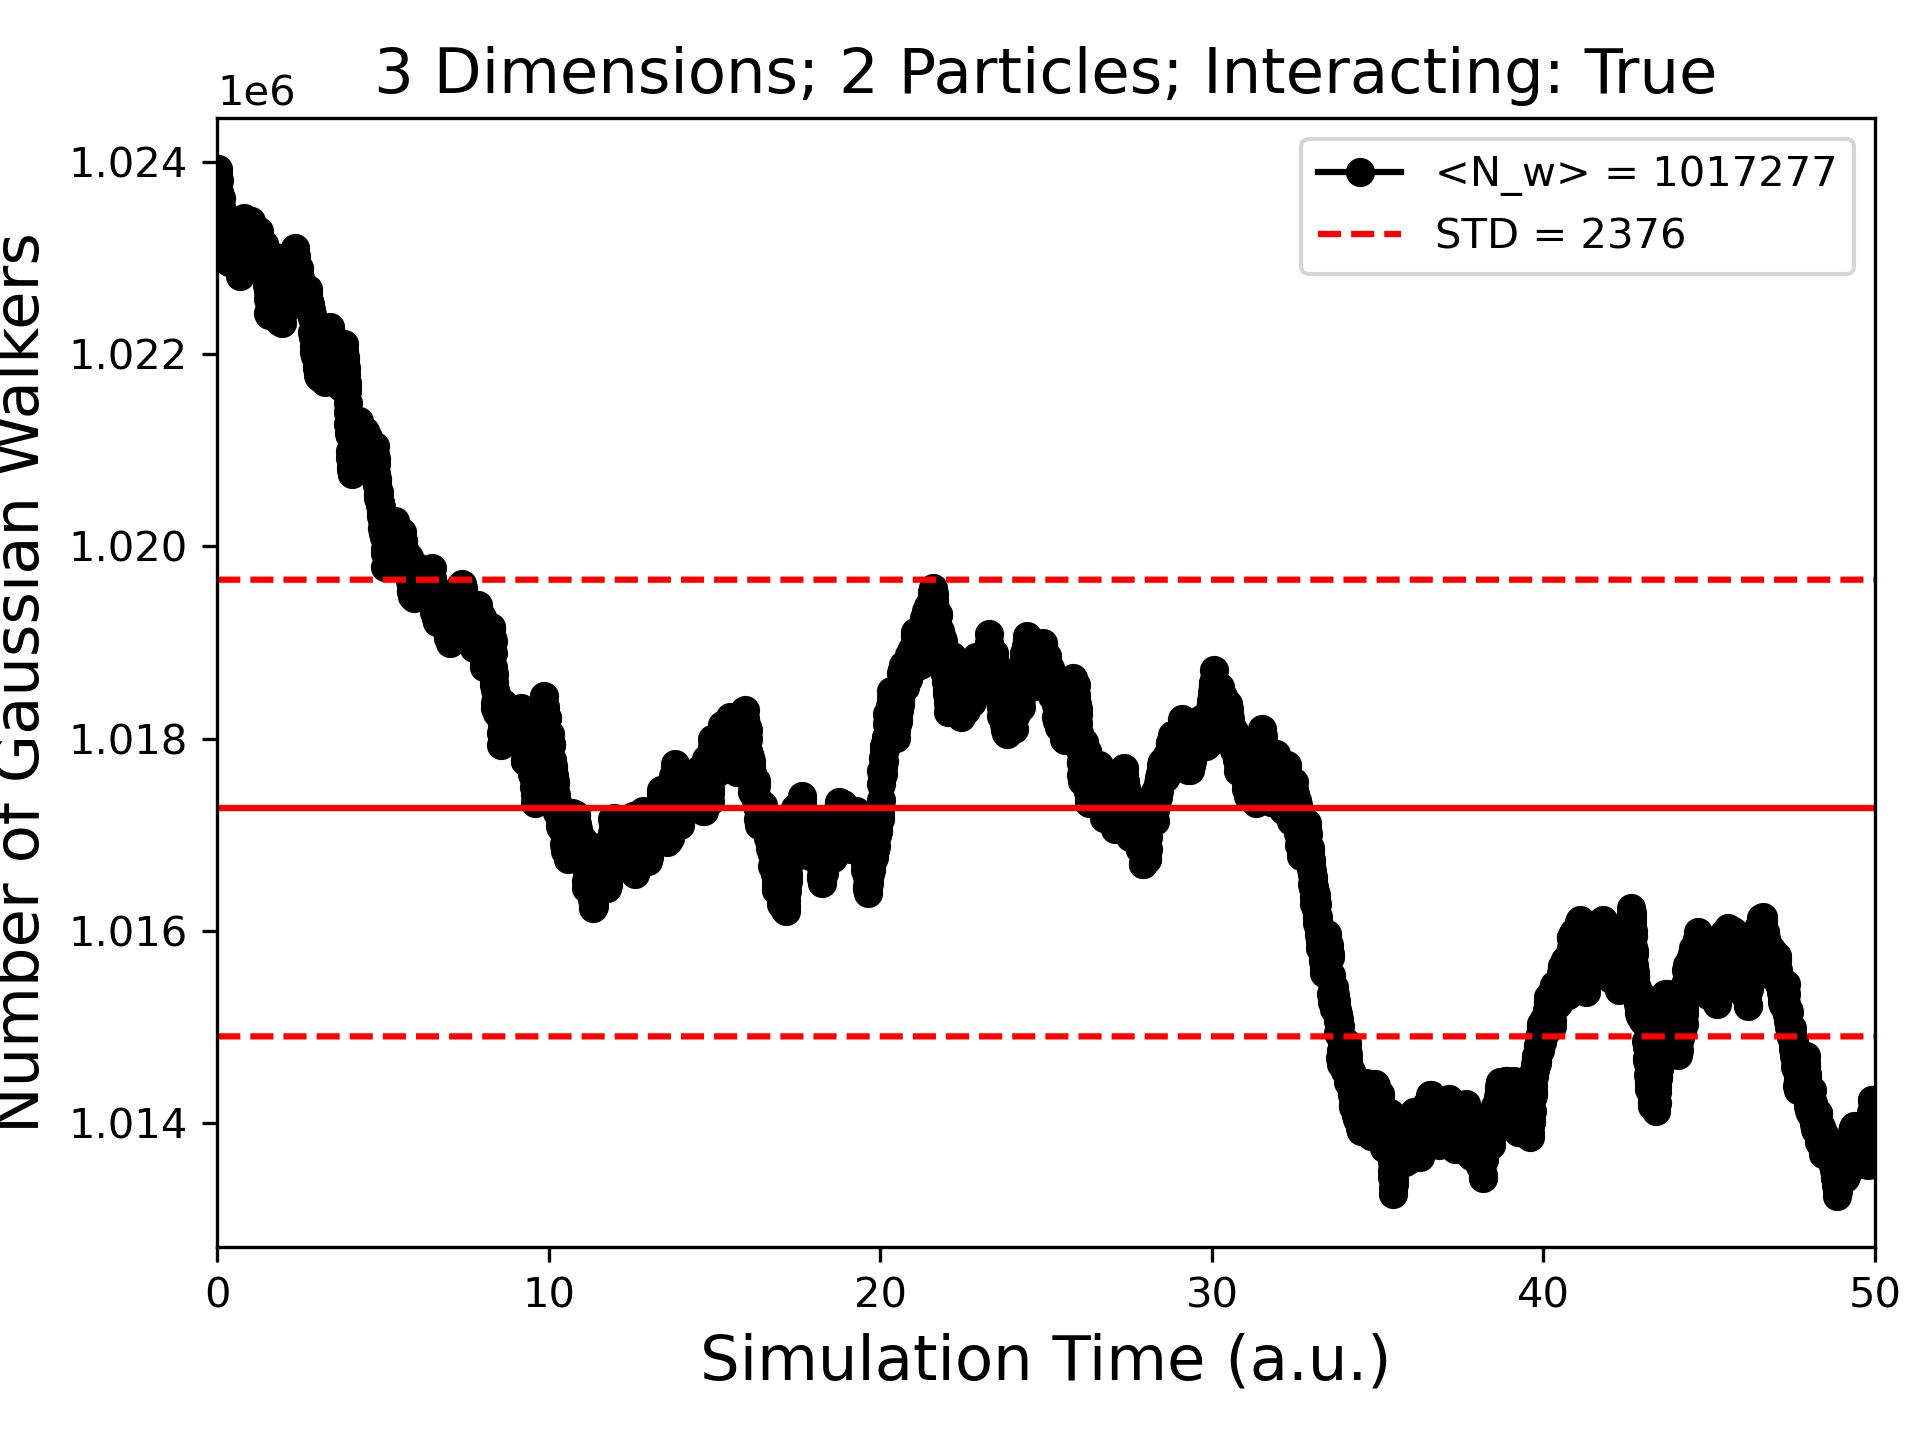 3 Dimensions; 2 Particles; Interacting: True
1e6
<N_w> = 1017277
STD = 2376
Number of Gaussian Walkers
1.024
1.022
1.020
1.018
1.016
1.014
0 10 20 30 40 50
Simulation Time (a.u.)